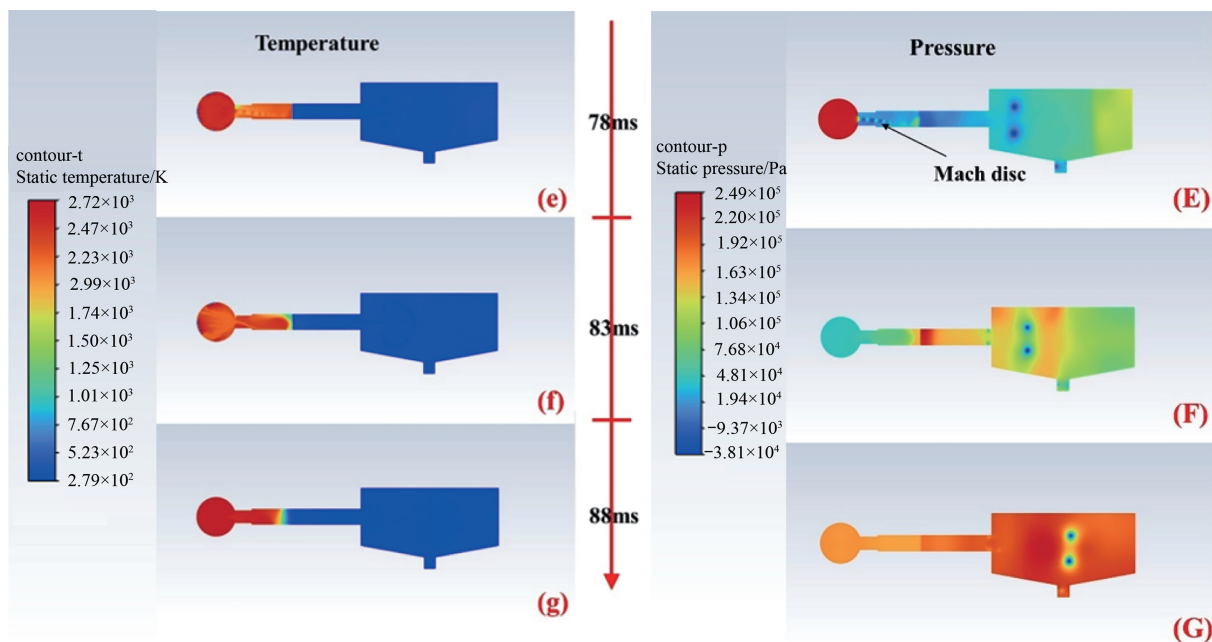 Temperature
contour-t
Static temperature/K
2.72×10³
2.47×10³
2.23×10³
2.99×10³
1.74×10³
1.50×10³
1.25×10³
1.01×10³
7.67×10²
5.23×10²
2.79×10²
(e)
(f)
(g)
78ms
83ms
88ms
Pressure
Mach disc
contour-p
Static pressure/Pa
2.49×10⁵
2.20×10⁵
1.92×10⁵
1.63×10⁵
1.34×10⁵
1.06×10⁵
7.68×10⁴
4.81×10⁴
1.94×10⁴
−9.37×10³
−3.81×10⁴
(E)
(F)
(G)